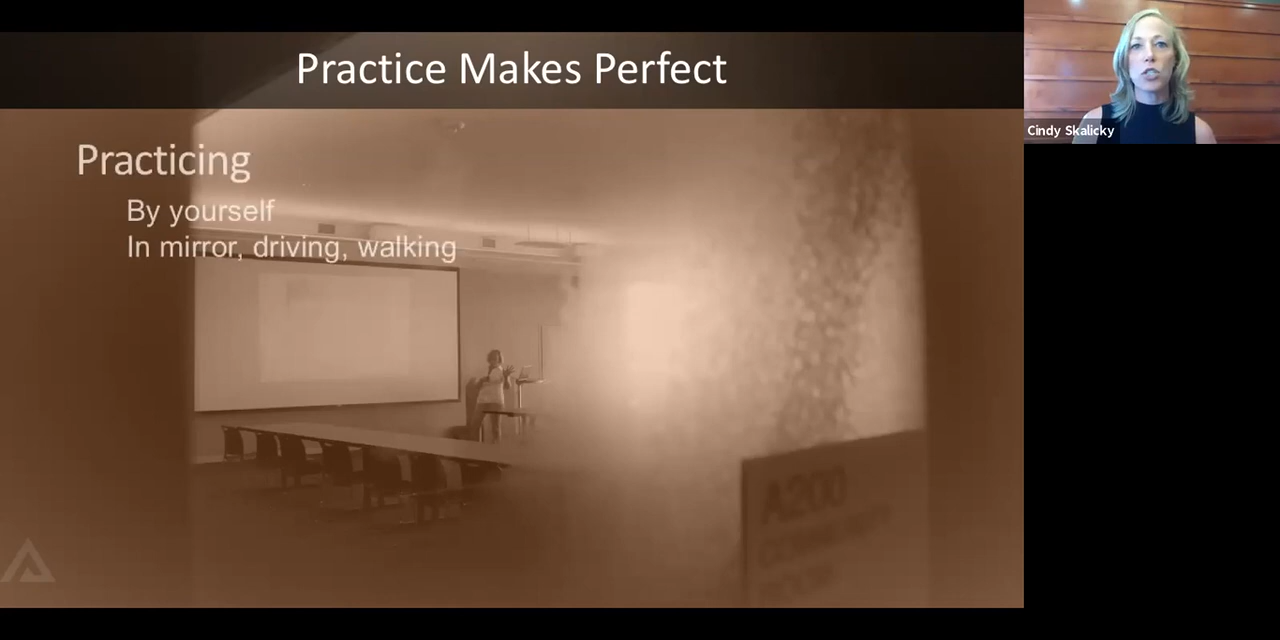 Practice Makes Perfect
Practicing
By yourself
In mirror, driving, walking
A200
Cindy Skalicky